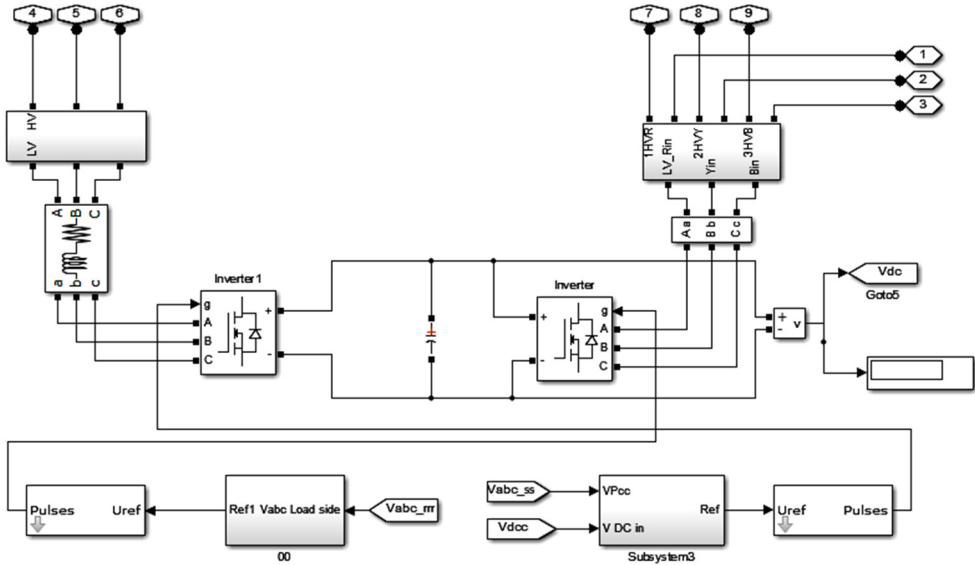 4 5 6
7 8 9
1
2
3
HV
LV
1HVR
LV_Rin
2HVY
Yin
3HVB
Bin
A B C
a b c
A a
B b
C c
Inverter1
g
A
B
C
+
-
Inverter
+
-
g
A
B
C
+
-
v
Vdc
Goto5
Pulses Uref
Ref1 Vabc Load side
00
Vabc_rrr
Vabc_ss
Vdcc
VPcc
V DC in
Ref
Subsystem3
Uref Pulses